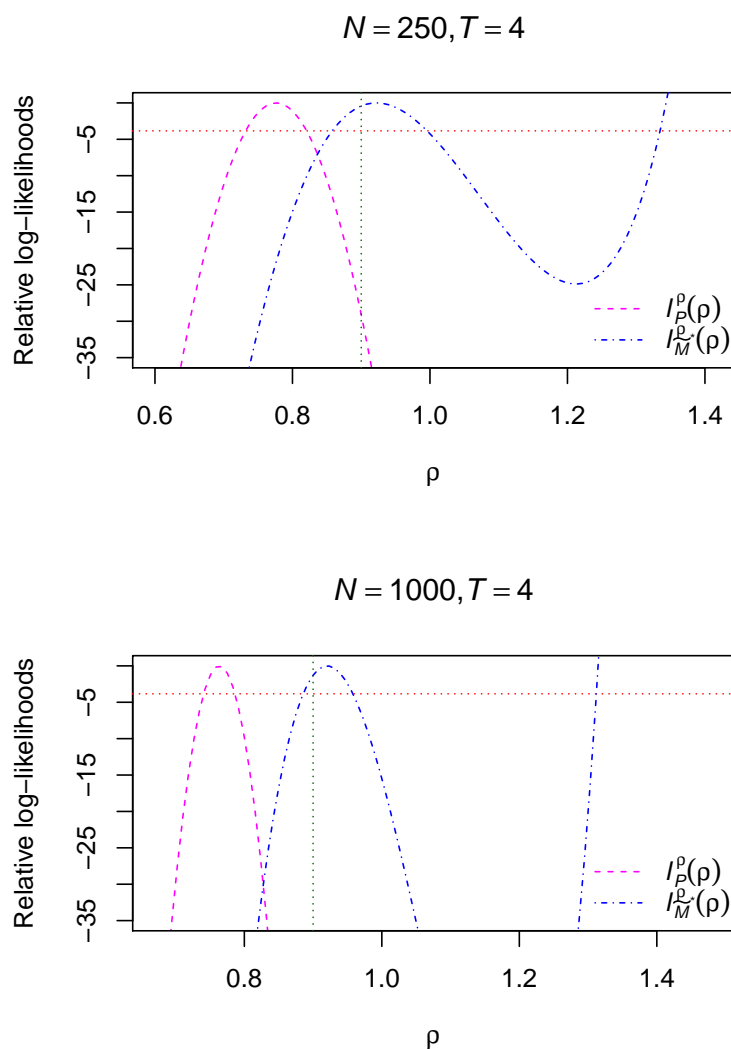 N = 250, T = 4
Relative log−likelihoods
−5
−15
−25
−35
0.6 0.8 1.0 1.2 1.4
ρ
l_P^ρ(ρ)
l_M̃*^ρ(ρ)
N = 1000, T = 4
Relative log−likelihoods
−5
−15
−25
−35
0.8 1.0 1.2 1.4
ρ
l_P^ρ(ρ)
l_M̃*^ρ(ρ)